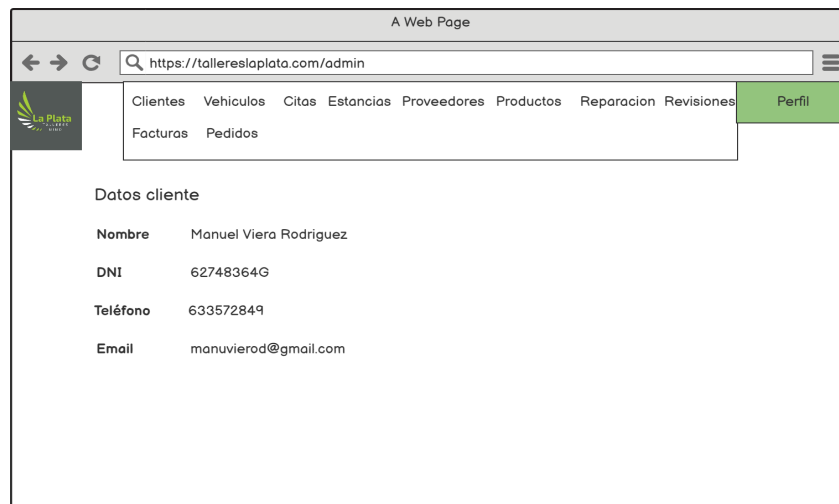 A Web Page
https://tallereslaplata.com/admin
La Plata
TALLERES
Clientes Vehiculos Citas Estancias Proveedores Productos Reparacion Revisiones Perfil
Facturas Pedidos
Datos cliente
Nombre Manuel Viera Rodriguez
DNI 62748364G
Teléfono 633572849
Email manuvierod@gmail.com